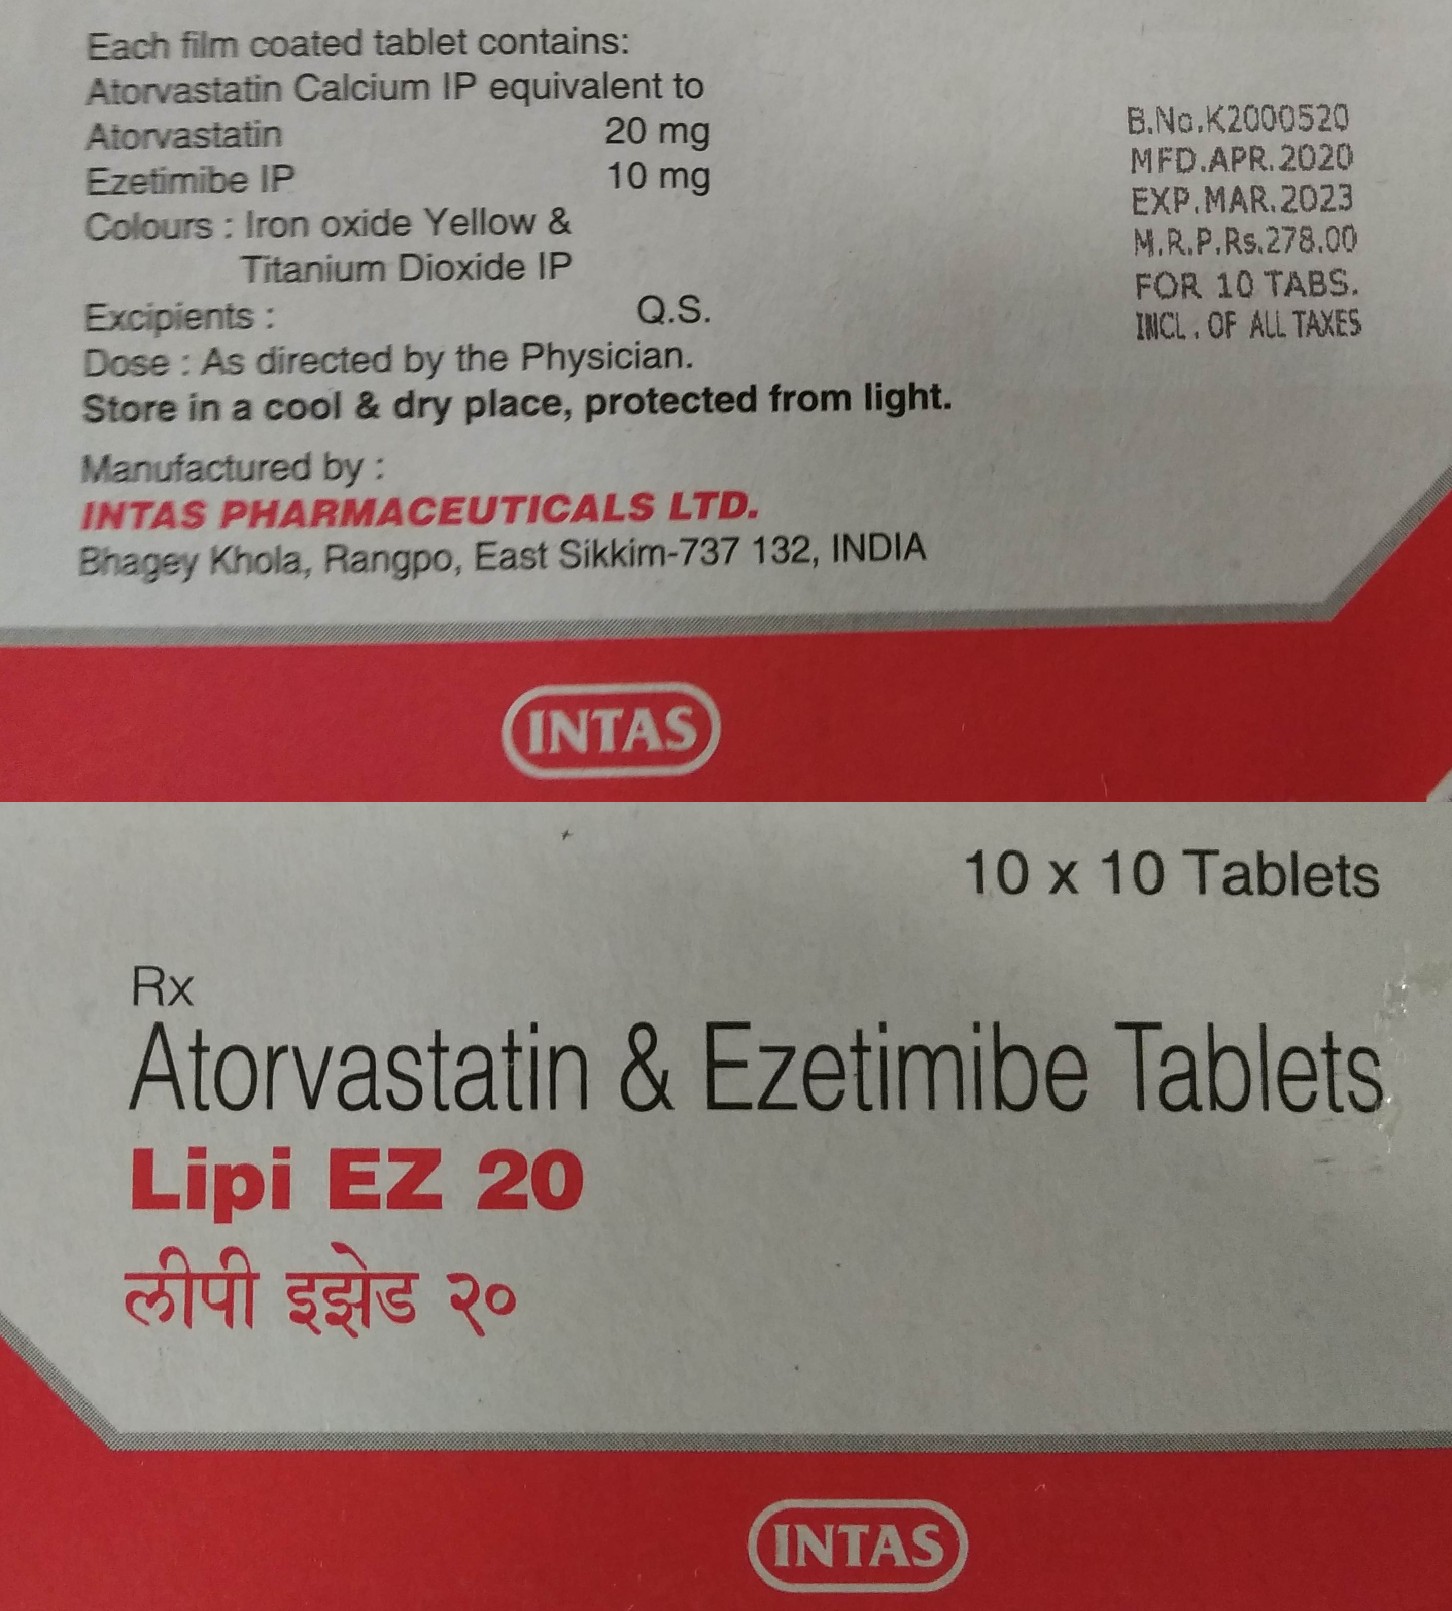 Each film coated tablet contains:
Atorvastatin Calcium IP equivalent to
Atorvastatin 20 mg
Ezetimibe IP 10 mg
Colours : Iron oxide Yellow &
Titanium Dioxide IP
Excipients : Q.S.
Dose : As directed by the Physician.
Store in a cool & dry place, protected from light.
Manufactured by :
INTAS PHARMACEUTICALS LTD.
Bhagey Khola, Rangpo, East Sikkim-737 132, INDIA
B.No.K2000520
MFD.APR.2020
EXP.MAR.2023
M.R.P.Rs.278.00
FOR 10 TABS.
INCL. OF ALL TAXES
INTAS
10 x 10 Tablets
Rx
Atorvastatin & Ezetimibe Tablets
Lipi EZ 20
लीपी इझेड २०
INTAS